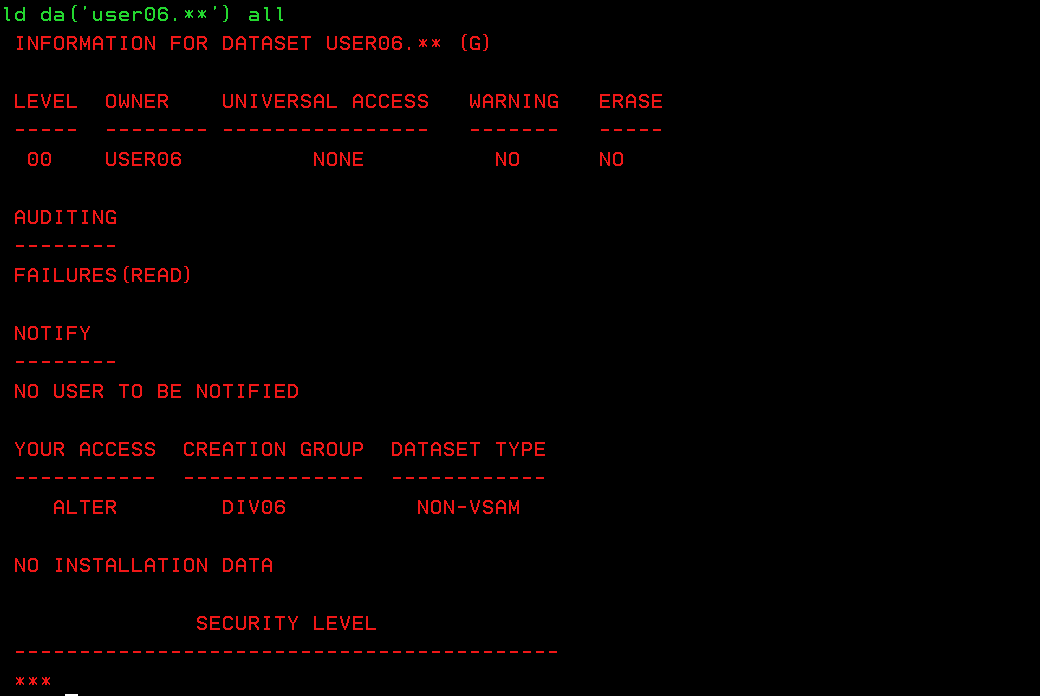 ld da('user06.**') all
INFORMATION FOR DATASET USER06.** (G)
LEVEL  OWNER    UNIVERSAL ACCESS   WARNING   ERASE
-----  -------- ----------------   -------   -----
 00    USER06          NONE          NO      NO
AUDITING
--------
FAILURES(READ)
NOTIFY
--------
NO USER TO BE NOTIFIED
YOUR ACCESS  CREATION GROUP  DATASET TYPE
-----------  --------------  ------------
   ALTER        DIV06          NON-VSAM
NO INSTALLATION DATA
              SECURITY LEVEL
------------------------------------------
***